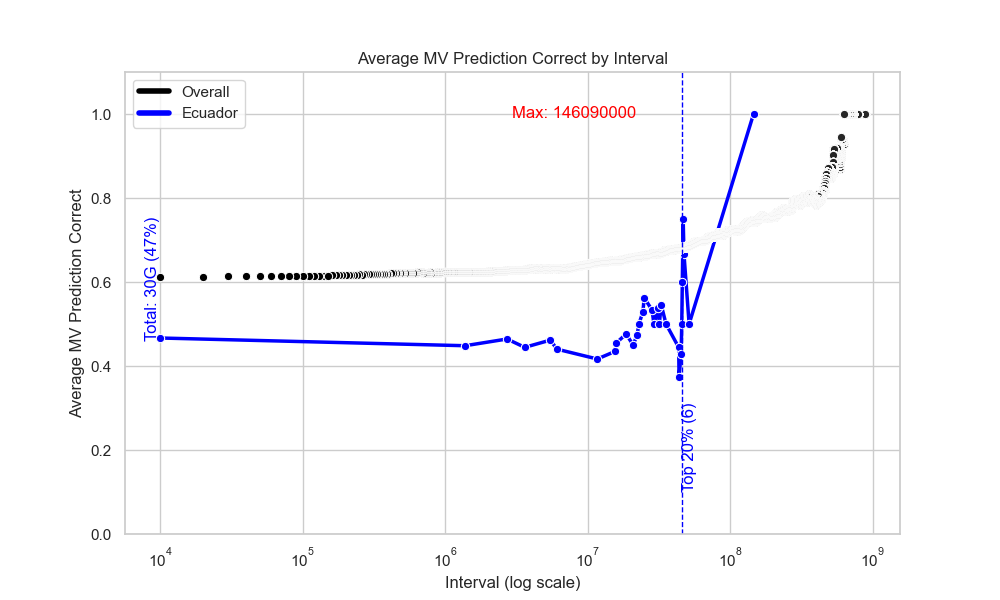 Average MV Prediction Correct by Interval
Overall
Ecuador
Max: 146090000
Total: 30G (47%)
Top 20% (6)
Average MV Prediction Correct
1.0
0.8
0.6
0.4
0.2
0.0
10^4 10^5 10^6 10^7 10^8 10^9
Interval (log scale)